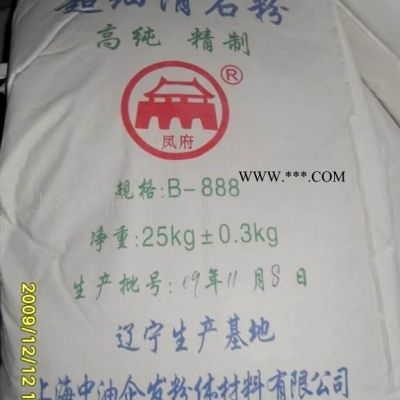 超细滑石粉
高纯 精制
®
凤府
WWW.***.COM
规格:B-888
净重:25kg±0.3kg
生产批号:09年11月8日
辽宁生产基地
上海中油企发粉体材料有限公司
2009/12/12 1